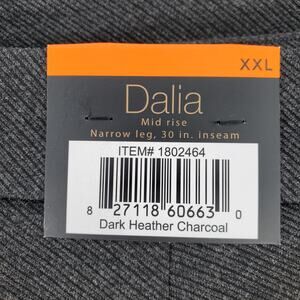 XXL
Dalia
Mid rise
Narrow leg, 30 in. inseam
ITEM# 1802464
8 27118 60663 0
Dark Heather Charcoal